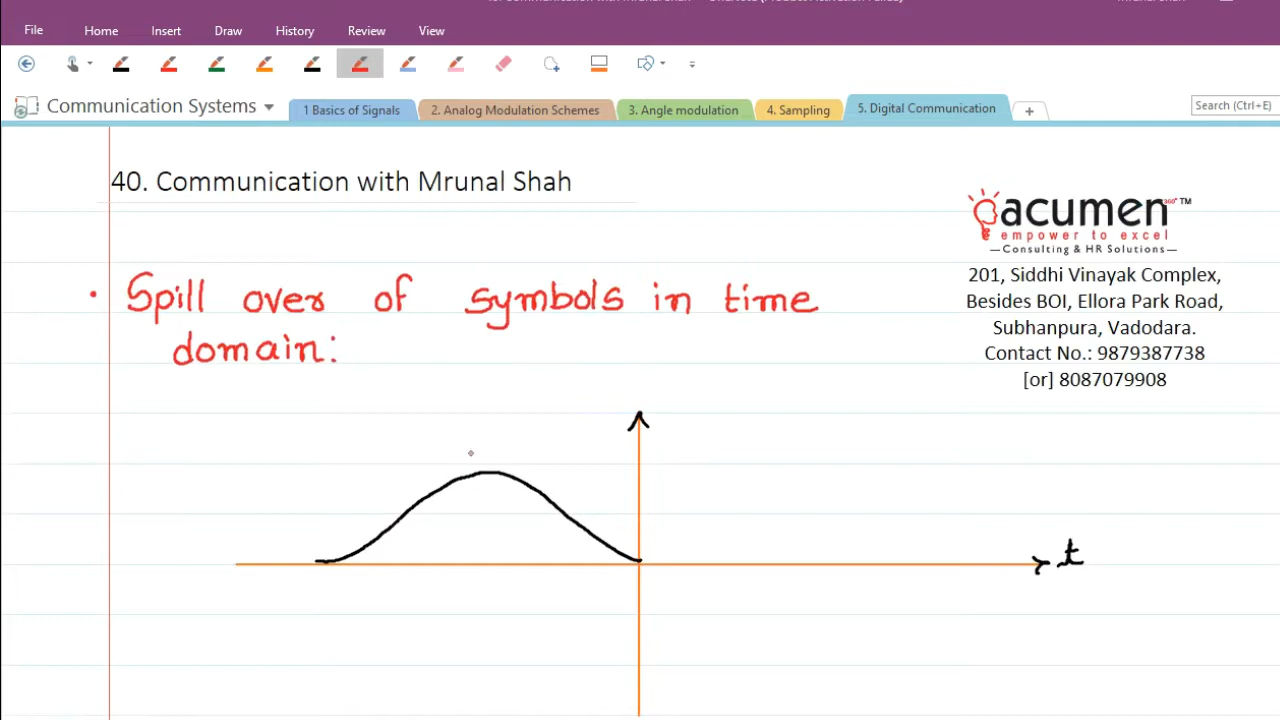 File
Home
Insert
Draw
History
Review
View
Communication Systems
1 Basics of Signals
2. Analog Modulation Schemes
3. Angle modulation
4. Sampling
5. Digital Communication
+
Search (Ctrl+E)
40. Communication with Mrunal Shah
acumen 360° ™
empower to excel
—Consulting & HR Solutions—
201, Siddhi Vinayak Complex,
Besides BOI, Ellora Park Road,
Subhanpura, Vadodara.
Contact No.: 9879387738
[or] 8087079908
• Spill over of symbols in time
domain:
t